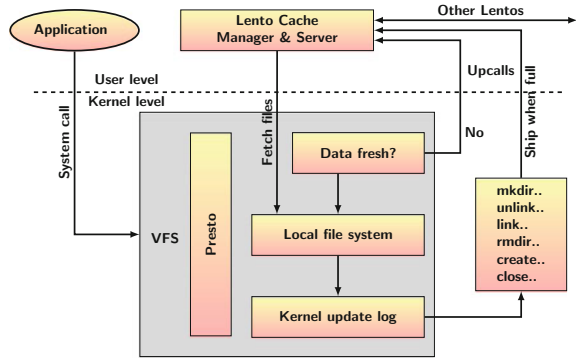 Application
Lento Cache
Manager & Server
Other Lentos
Upcalls
User level
Kernel level
System call
Fetch files
Ship when full
No
Data fresh?
VFS
Presto
Local file system
Kernel update log
mkdir..
unlink..
link..
rmdir..
create..
close..